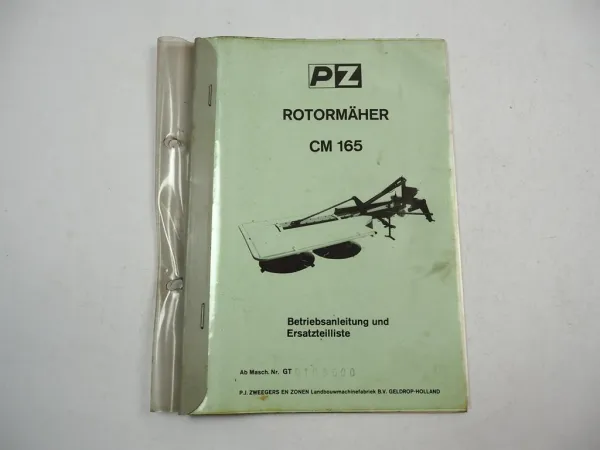 PZ
ROTORMÄHER
CM 165
Betriebsanleitung und
Ersatzteilliste
Ab Masch. Nr. GT
P.J. ZWEEGERS EN ZONEN Landbouwmachinefabriek B.V. GELDROP-HOLLAND